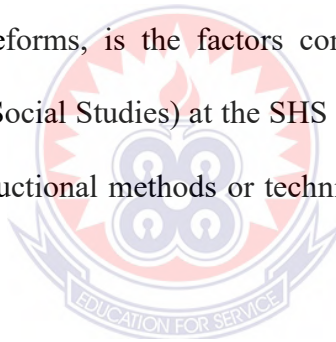 eforms, is the factors con
Social Studies) at the SHS
uctional methods or techni
EDUCATION FOR SERVICE